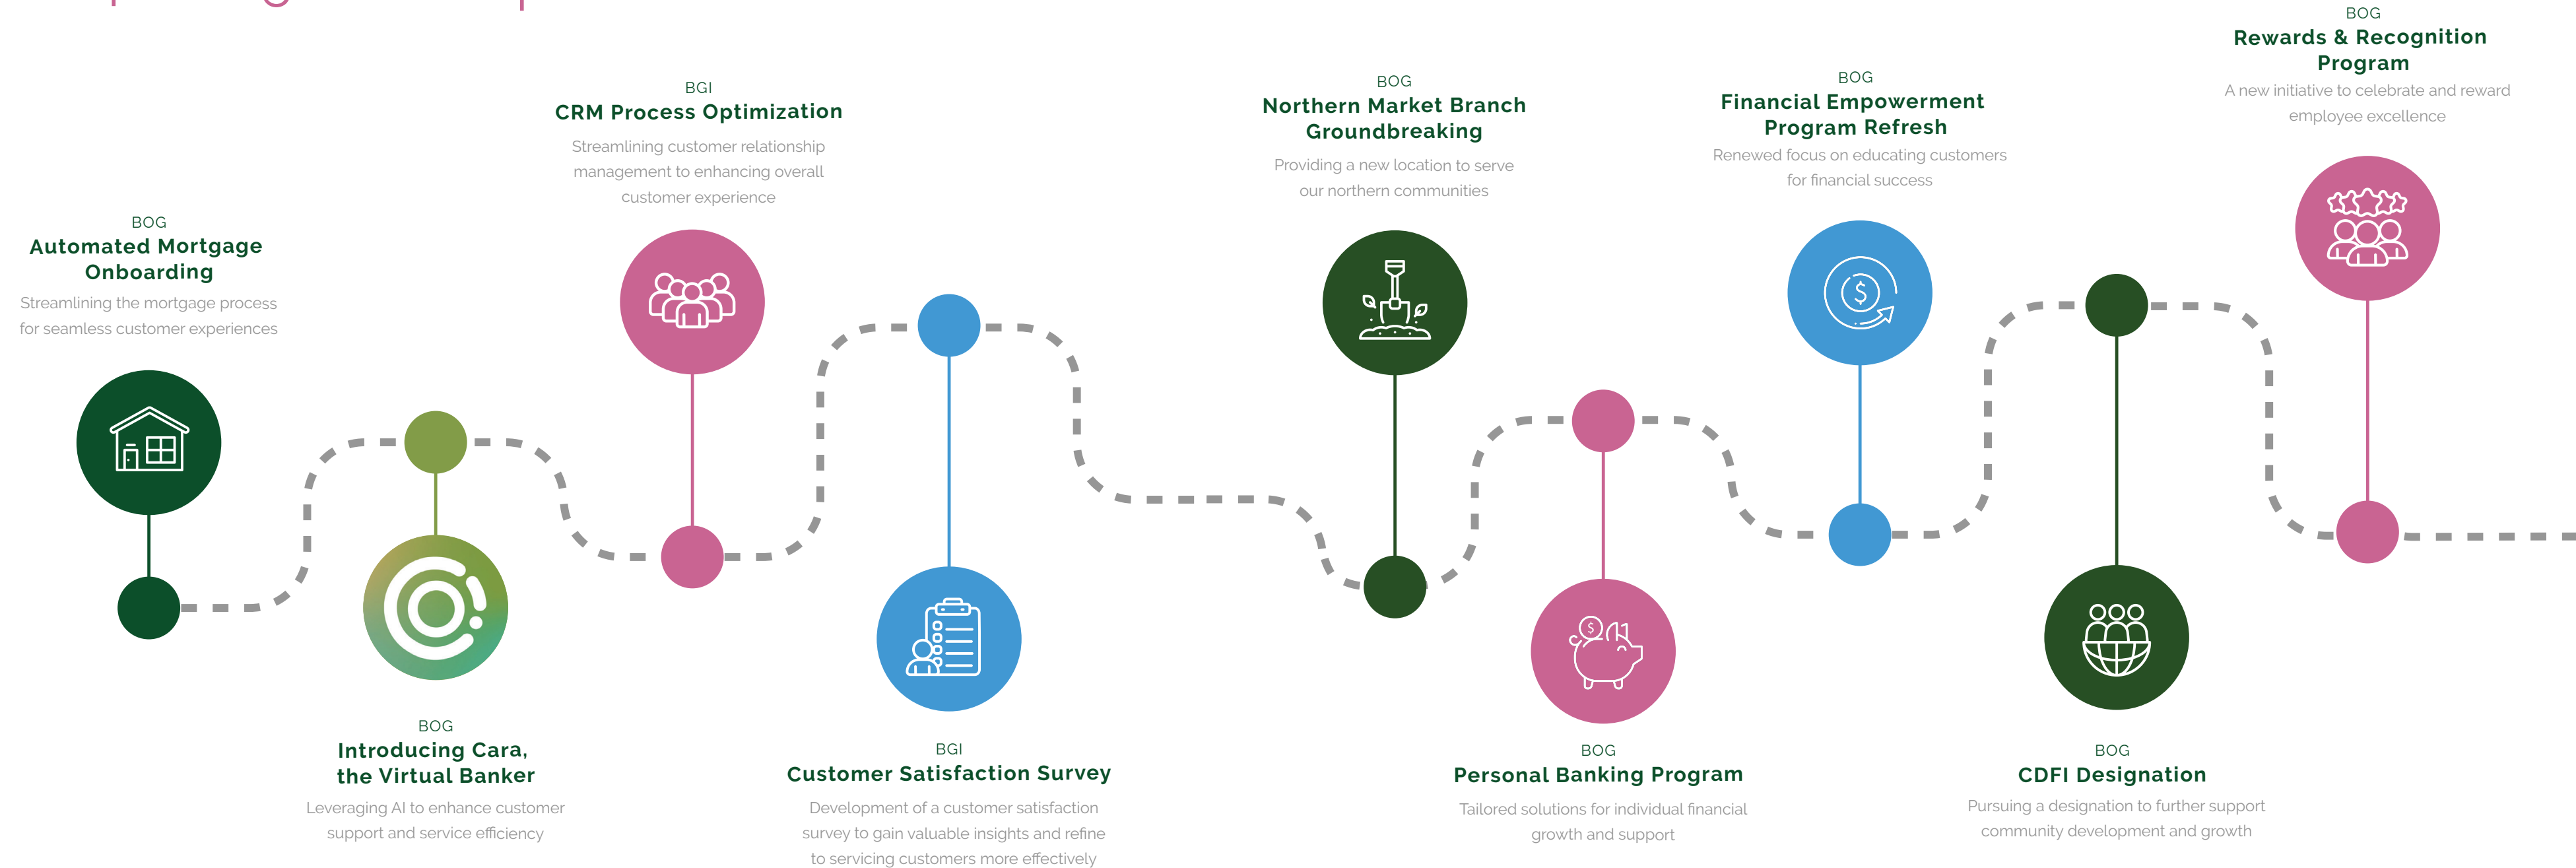 BOG
Automated Mortgage
Onboarding
Streamlining the mortgage process
for seamless customer experiences
BOG
Introducing Cara,
the Virtual Banker
Leveraging AI to enhance customer
support and service efficiency
BGI
CRM Process Optimization
Streamlining customer relationship
management to enhancing overall
customer experience
BGI
Customer Satisfaction Survey
Development of a customer satisfaction
survey to gain valuable insights and refine
to servicing customers more effectively
BOG
Northern Market Branch
Groundbreaking
Providing a new location to serve
our northern communities
BOG
Personal Banking Program
Tailored solutions for individual financial
growth and support
BOG
Financial Empowerment
Program Refresh
Renewed focus on educating customers
for financial success
BOG
CDFI Designation
Pursuing a designation to further support
community development and growth
BOG
Rewards & Recognition
Program
A new initiative to celebrate and reward
employee excellence